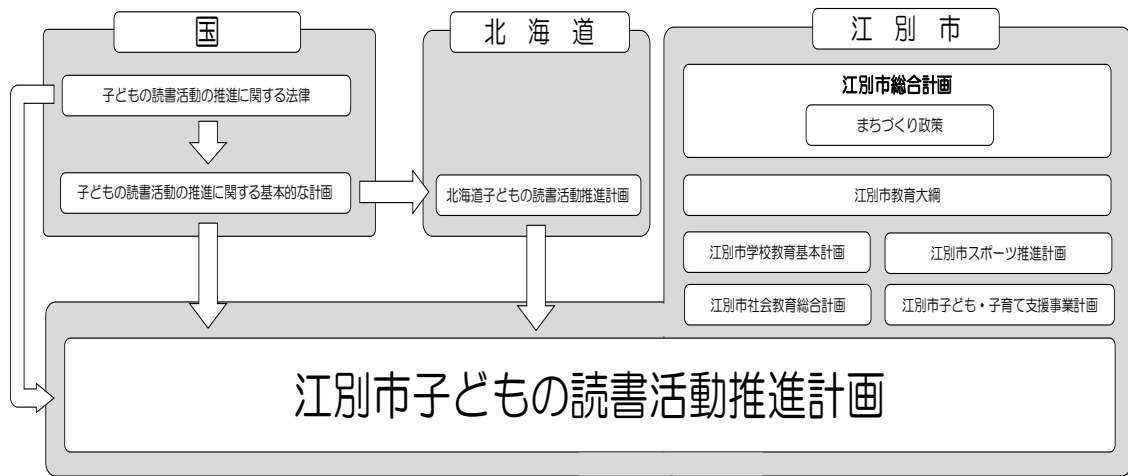 国
子どもの読書活動の推進に関する法律
子どもの読書活動の推進に関する基本的な計画
北海道
北海道子どもの読書活動推進計画
江別市
江別市総合計画
まちづくり政策
江別市教育大綱
江別市学校教育基本計画
江別市スポーツ推進計画
江別市社会教育総合計画
江別市子ども・子育て支援事業計画
江別市子どもの読書活動推進計画